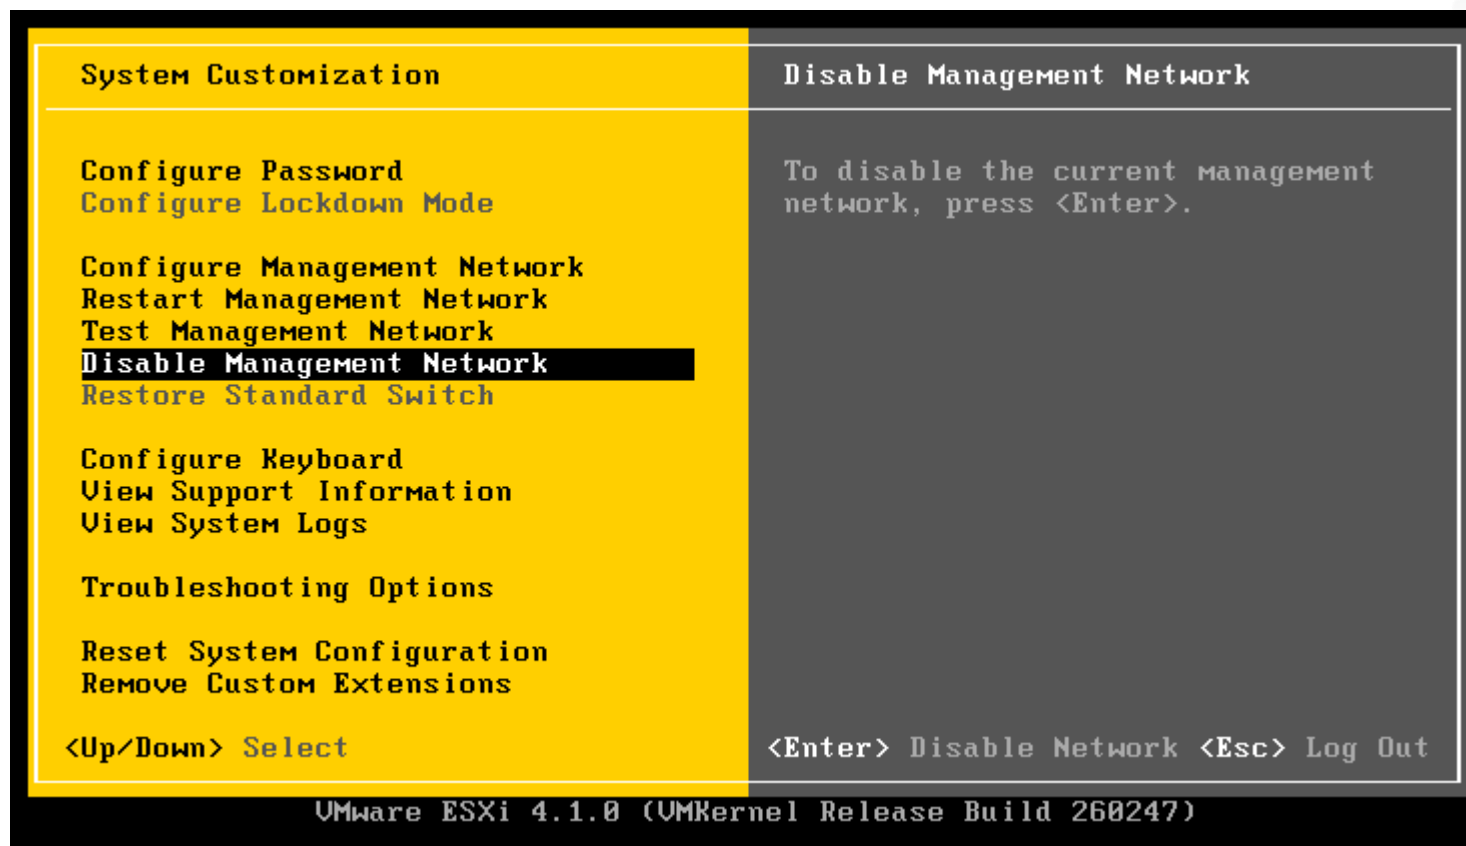 System Customization
Disable Management Network
Configure Password
Configure Lockdown Mode
Configure Management Network
Restart Management Network
Test Management Network
Disable Management Network
Restore Standard Switch
Configure Keyboard
View Support Information
View System Logs
Troubleshooting Options
Reset System Configuration
Remove Custom Extensions
<Up/Down> Select
To disable the current management
network, press <Enter>.
<Enter> Disable Network <Esc> Log Out
VMware ESXi 4.1.0 (VMKernel Release Build 260247)